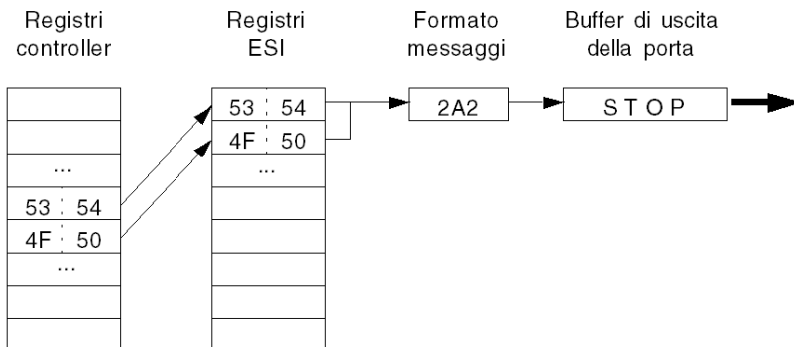 Registri
controller
Registri
ESI
Formato
messaggi
Buffer di uscita
della porta
53 54
4F 50
...
2A2
S T O P
...
53 54
4F 50
...